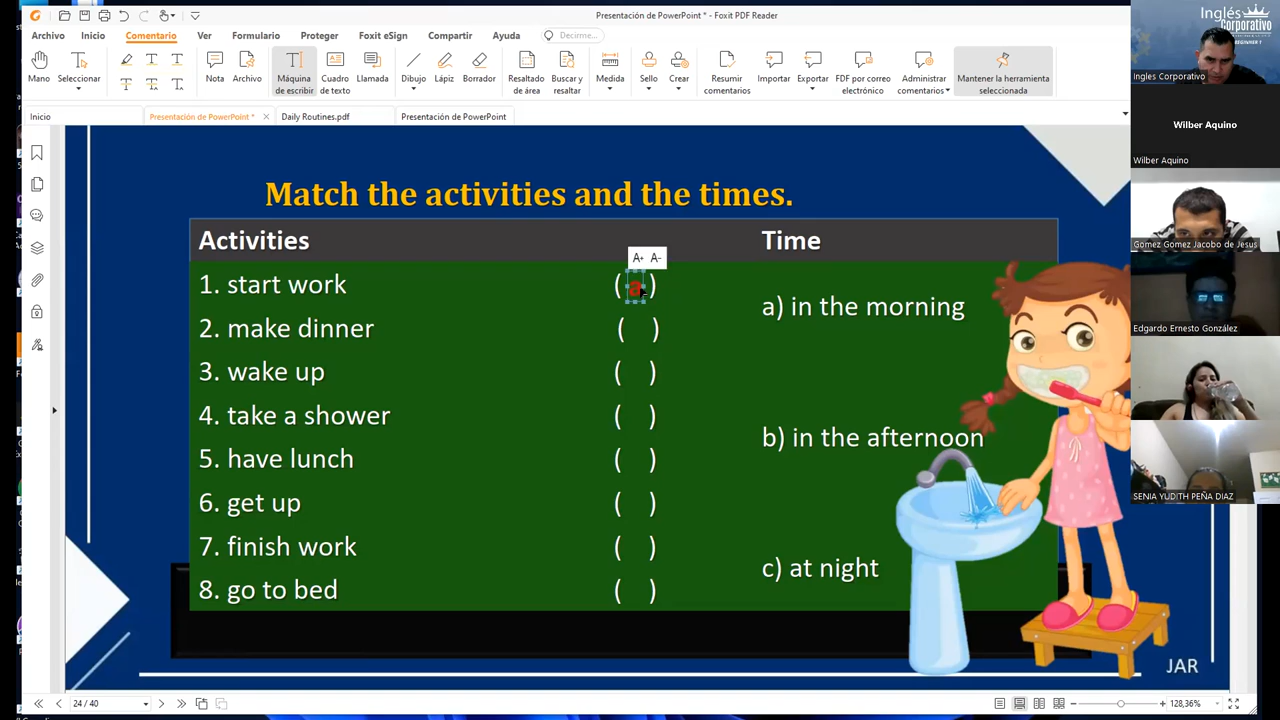 Presentación de PowerPoint * - Foxit PDF Reader
Archivo Inicio Comentario Ver Formulario Proteger Foxit eSign Compartir Ayuda Decirme...
Mano Seleccionar Nota Archivo Máquina de escribir Cuadro de texto Llamada Dibujo Lápiz Borrador Resaltado de área Buscar y resaltar Medida Sello Crear Resumir comentarios Importar Exportar FDF por correo electrónico Administrar comentarios Mantener la herramienta seleccionada
Inicio Presentación de PowerPoint * Daily Routines.pdf Presentación de PowerPoint
Match the activities and the times.
Activities Time
A+ A-
1. start work ( a )
a) in the morning
2. make dinner ( )
3. wake up ( )
4. take a shower ( )
b) in the afternoon
5. have lunch ( )
6. get up ( )
7. finish work ( )
c) at night
8. go to bed ( )
JAR
24 / 40
128,36%
Inglés
Corporativo
BEGINNER 1
Ingles Corporativo
Wilber Aquino
Wilber Aquino
Gomez Gomez Jacobo de Jesus
Edgardo Ernesto González
SENIA YUDITH PEÑA DIAZ